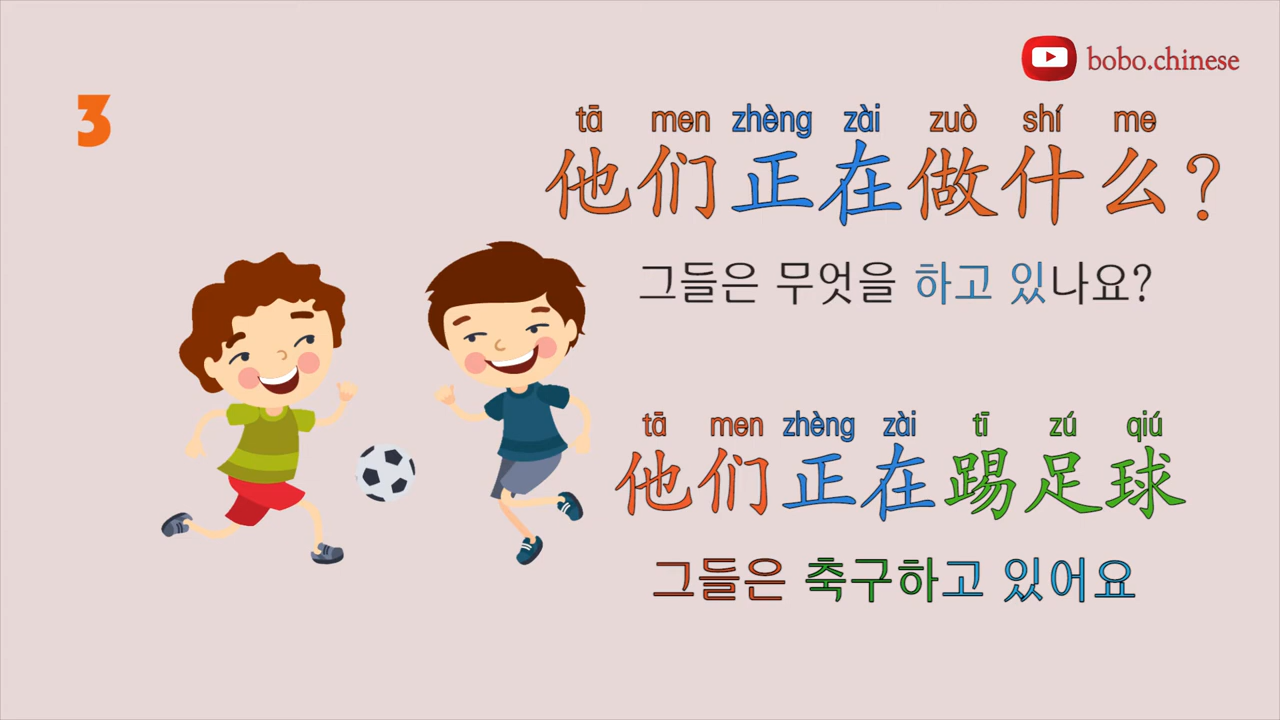 bobo.chinese
3
tā men zhèng zài zuò shí me
他们正在做什么?
그들은 무엇을 하고 있나요?
tā men zhèng zài tī zú qiú
他们正在踢足球
그들은 축구하고 있어요